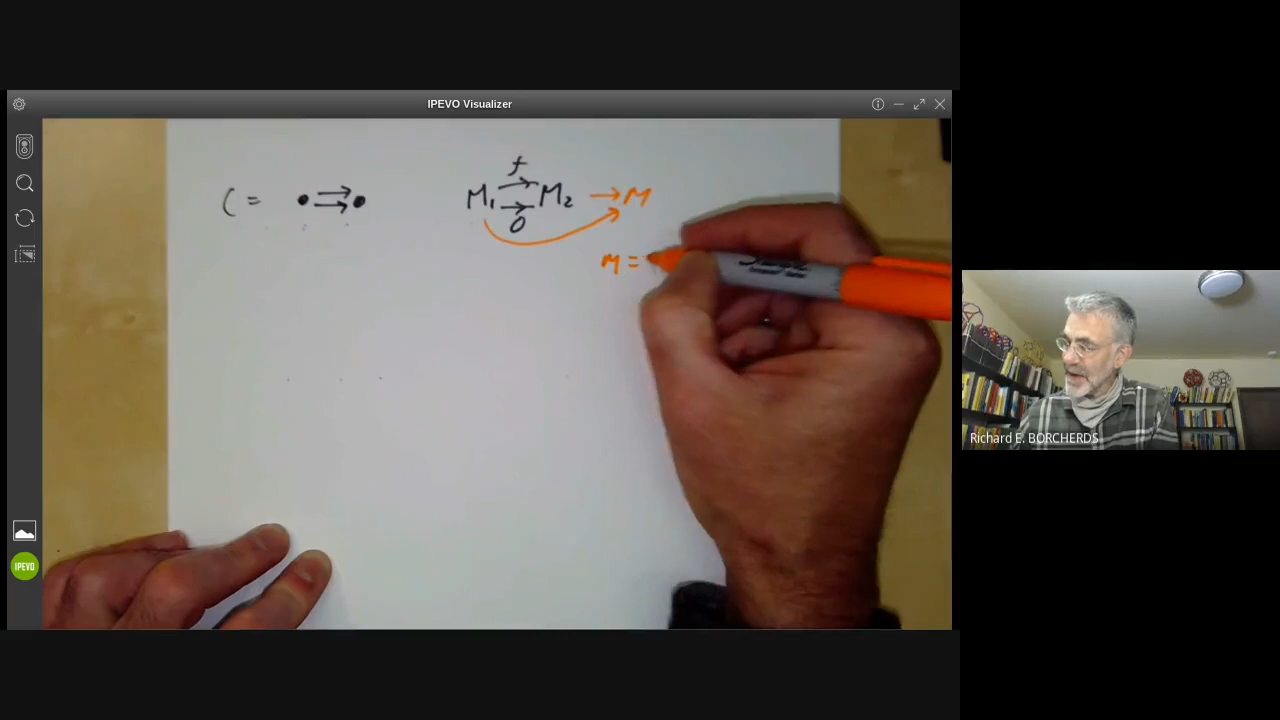 IPEVO Visualizer
f
C = • ⇉ • M₁ ⇉ M₂ → M
0
M =
IPEVO
Richard E. BORCHERDS